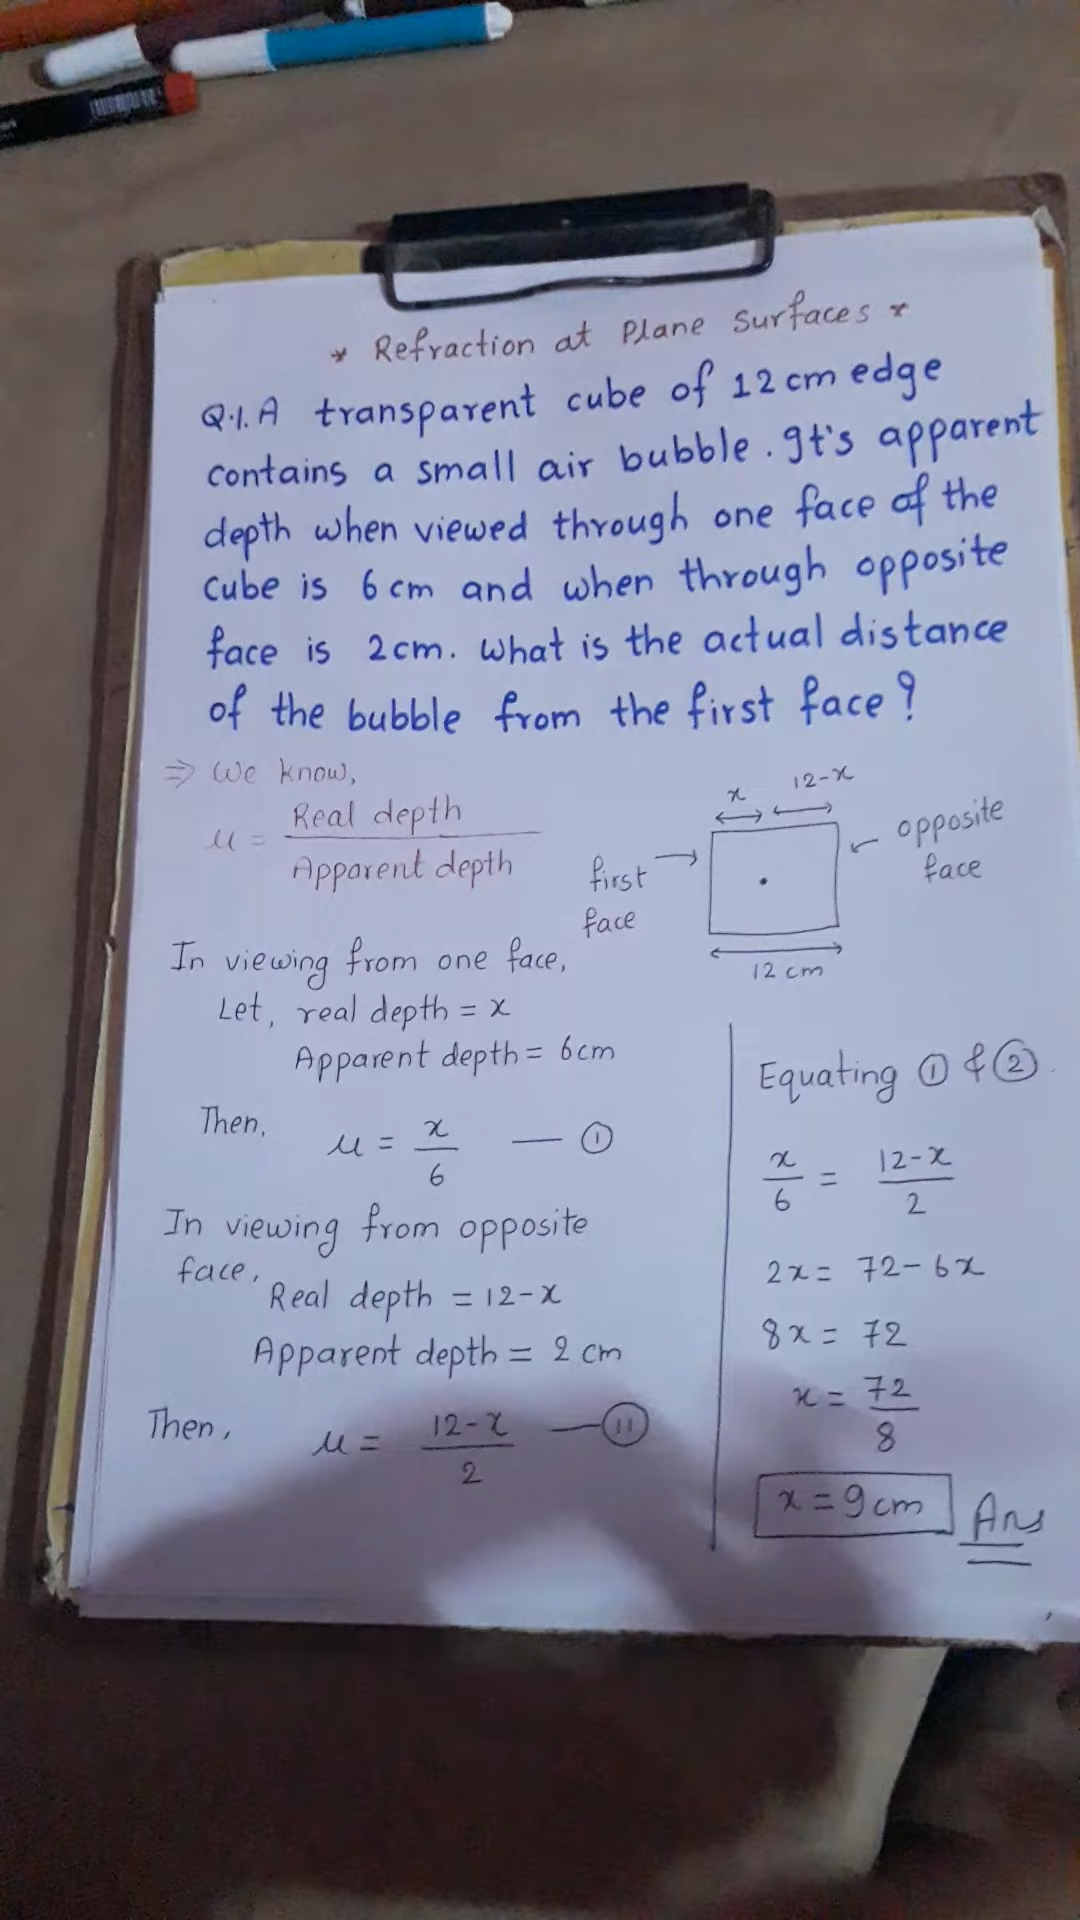 * Refraction at Plane Surfaces *
Q.1. A transparent cube of 12 cm edge
contains a small air bubble. It's apparent
depth when viewed through one face of the
cube is 6 cm and when through opposite
face is 2 cm. What is the actual distance
of the bubble from the first face?
⇒ We know,
μ = Real depth / Apparent depth
x 12-x
first
face
opposite
face
12 cm
In viewing from one face,
Let, real depth = x
Apparent depth = 6 cm
Then, μ = x/6 — ①
In viewing from opposite
face,
Real depth = 12-x
Apparent depth = 2 cm
Then, μ = 12-x / 2 — ⑪
Equating ① & ②.
x/6 = 12-x / 2
2x = 72-6x
8x = 72
x = 72/8
x = 9 cm Ans